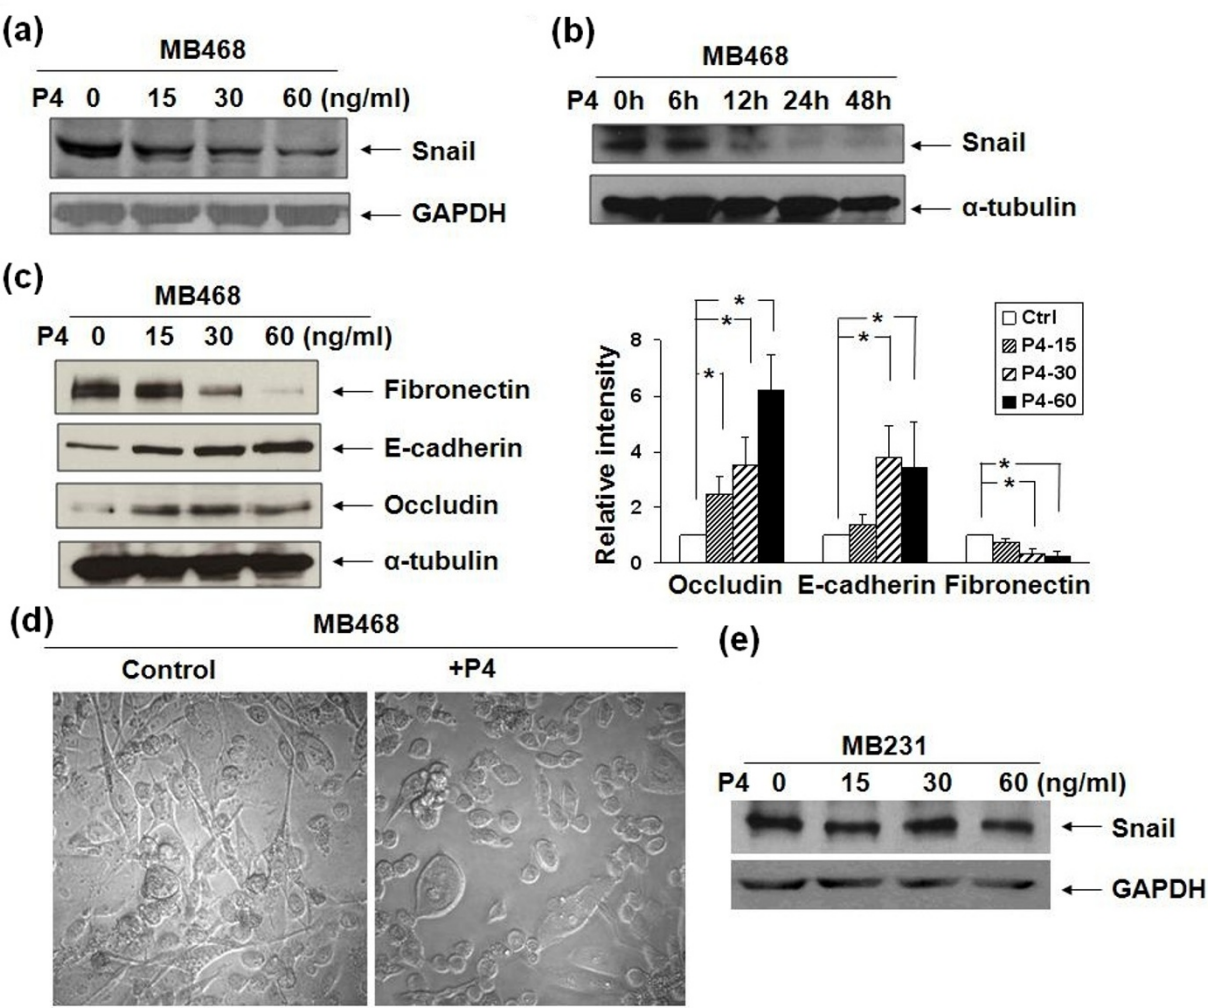 (a)
MB468
P4 0 15 30 60 (ng/ml)
Snail
GAPDH
(b)
MB468
P4 0h 6h 12h 24h 48h
Snail
α-tubulin
(c)
MB468
P4 0 15 30 60 (ng/ml)
Fibronectin
E-cadherin
Occludin
α-tubulin
Relative intensity
8
6
4
2
0
* * *
* *
* *
Occludin E-cadherin Fibronectin
Ctrl
P4-15
P4-30
P4-60
(d)
MB468
Control +P4
(e)
MB231
P4 0 15 30 60 (ng/ml)
Snail
GAPDH